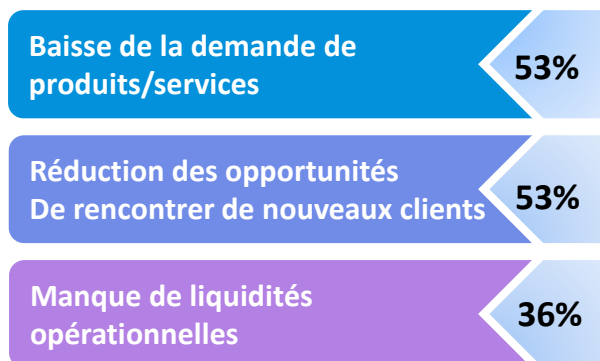 Baisse de la demande de
produits/services
53%
Réduction des opportunités
De rencontrer de nouveaux clients
53%
Manque de liquidités
opérationnelles
36%